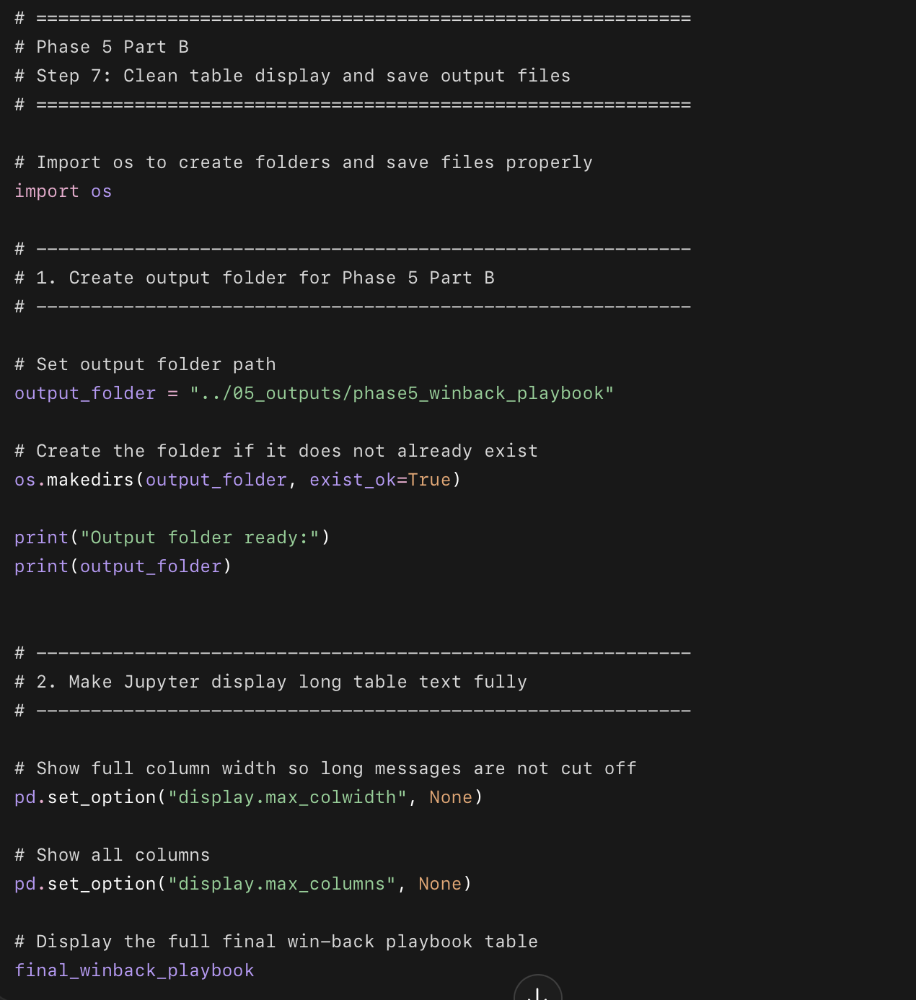 # ============================================================
# Phase 5 Part B
# Step 7: Clean table display and save output files
# ============================================================
# Import os to create folders and save files properly
import os
# ------------------------------------------------------------
# 1. Create output folder for Phase 5 Part B
# ------------------------------------------------------------
# Set output folder path
output_folder = "../05_outputs/phase5_winback_playbook"
# Create the folder if it does not already exist
os.makedirs(output_folder, exist_ok=True)
print("Output folder ready:")
print(output_folder)
# ------------------------------------------------------------
# 2. Make Jupyter display long table text fully
# ------------------------------------------------------------
# Show full column width so long messages are not cut off
pd.set_option("display.max_colwidth", None)
# Show all columns
pd.set_option("display.max_columns", None)
# Display the full final win-back playbook table
final_winback_playbook